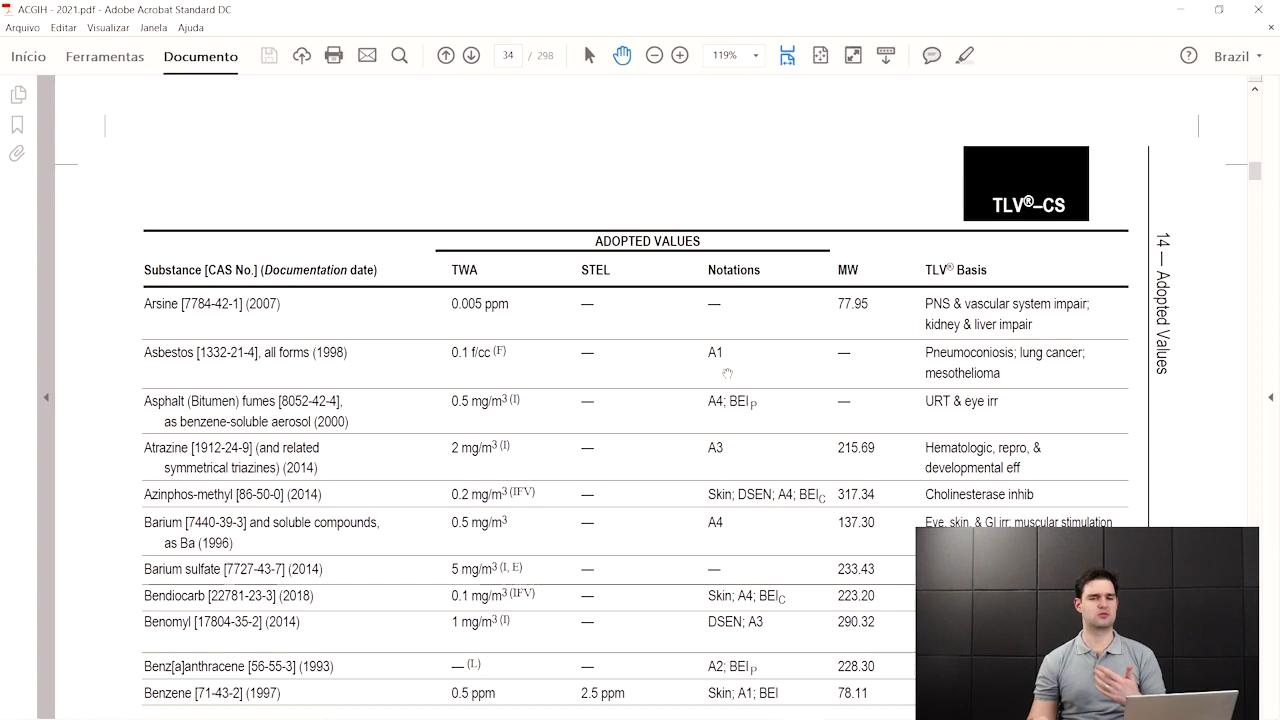 ACGIH - 2021.pdf - Adobe Acrobat Standard DC
Arquivo Editar Visualizar Janela Ajuda
Início Ferramentas Documento 34 / 298 119% Brazil
TLV®–CS
14 — Adopted Values
ADOPTED VALUES
Substance [CAS No.] (Documentation date) TWA STEL Notations MW TLV® Basis
Arsine [7784-42-1] (2007) 0.005 ppm — — 77.95 PNS & vascular system impair;
kidney & liver impair
Asbestos [1332-21-4], all forms (1998) 0.1 f/cc (F) — A1 — Pneumoconiosis; lung cancer;
mesothelioma
Asphalt (Bitumen) fumes [8052-42-4], 0.5 mg/m3 (I) — A4; BEIP — URT & eye irr
as benzene-soluble aerosol (2000)
Atrazine [1912-24-9] (and related 2 mg/m3 (I) — A3 215.69 Hematologic, repro, &
symmetrical triazines) (2014) developmental eff
Azinphos-methyl [86-50-0] (2014) 0.2 mg/m3 (IFV) — Skin; DSEN; A4; BEIC 317.34 Cholinesterase inhib
Barium [7440-39-3] and soluble compounds, 0.5 mg/m3 — A4 137.30 Eye, skin, & GI irr; muscular stimulation
as Ba (1996)
Barium sulfate [7727-43-7] (2014) 5 mg/m3 (I, E) — — 233.43
Bendiocarb [22781-23-3] (2018) 0.1 mg/m3 (IFV) — Skin; A4; BEIC 223.20
Benomyl [17804-35-2] (2014) 1 mg/m3 (I) — DSEN; A3 290.32
Benz[a]anthracene [56-55-3] (1993) — (L) — A2; BEIP 228.30
Benzene [71-43-2] (1997) 0.5 ppm 2.5 ppm Skin; A1; BEI 78.11